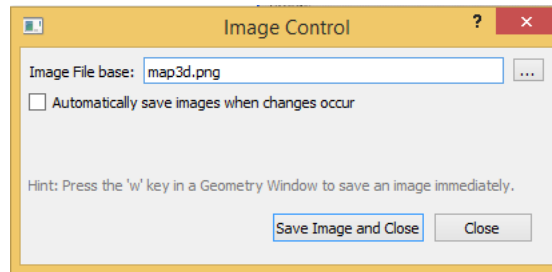 Image Control
?
Image File base: map3d.png ...
Automatically save images when changes occur
Hint: Press the 'w' key in a Geometry Window to save an image immediately.
Save Image and Close Close